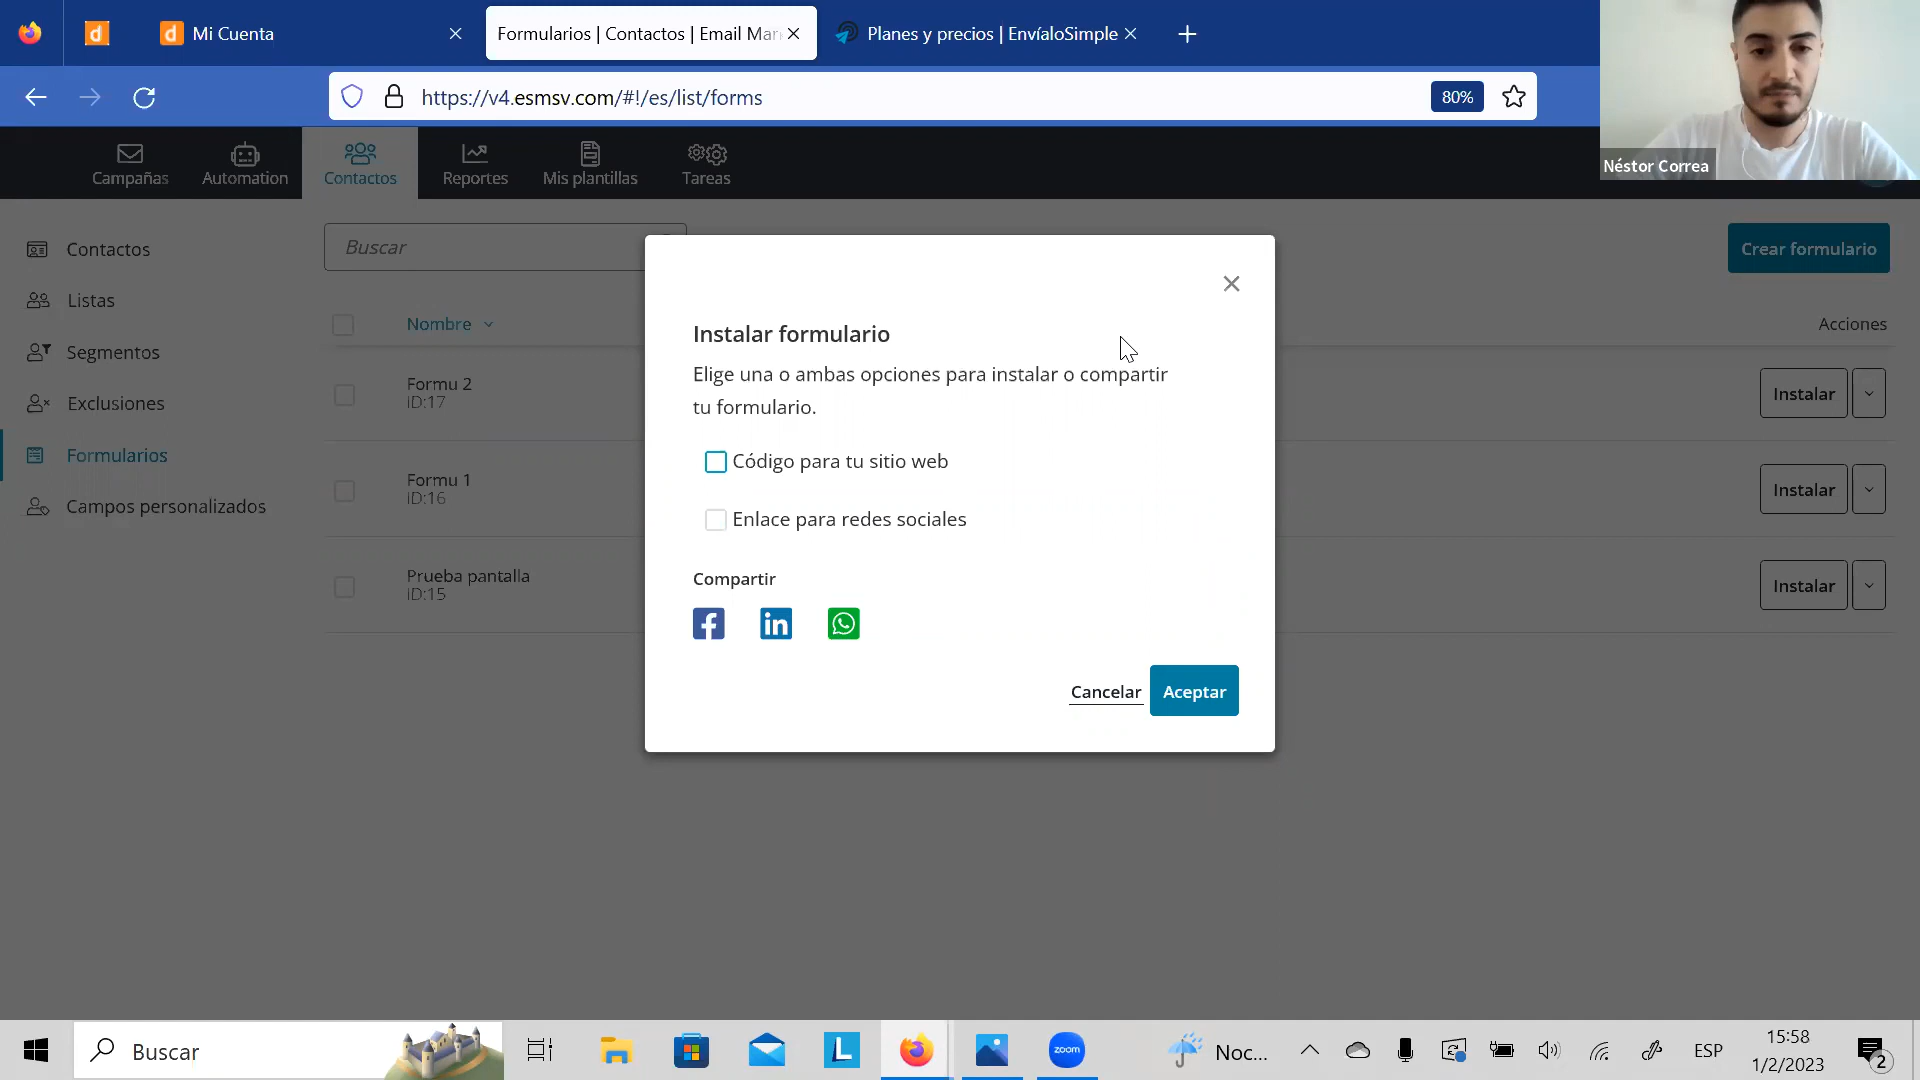 Mi Cuenta
Formularios | Contactos | Email Mar
Planes y precios | EnvíaloSimple
https://v4.esmsv.com/#!/es/list/forms
80%
Néstor Correa
Campañas
Automation
Contactos
Reportes
Mis plantillas
Tareas
Contactos
Listas
Segmentos
Exclusiones
Formularios
Campos personalizados
Buscar
Crear formulario
Nombre
Acciones
Formu 2
ID:17
Instalar
Formu 1
ID:16
Instalar
Prueba pantalla
ID:15
Instalar
Instalar formulario
Elige una o ambas opciones para instalar o compartir
tu formulario.
Código para tu sitio web
Enlace para redes sociales
Compartir
Cancelar
Aceptar
Buscar
L
zoom
Noc...
ESP
15:58
1/2/2023
2